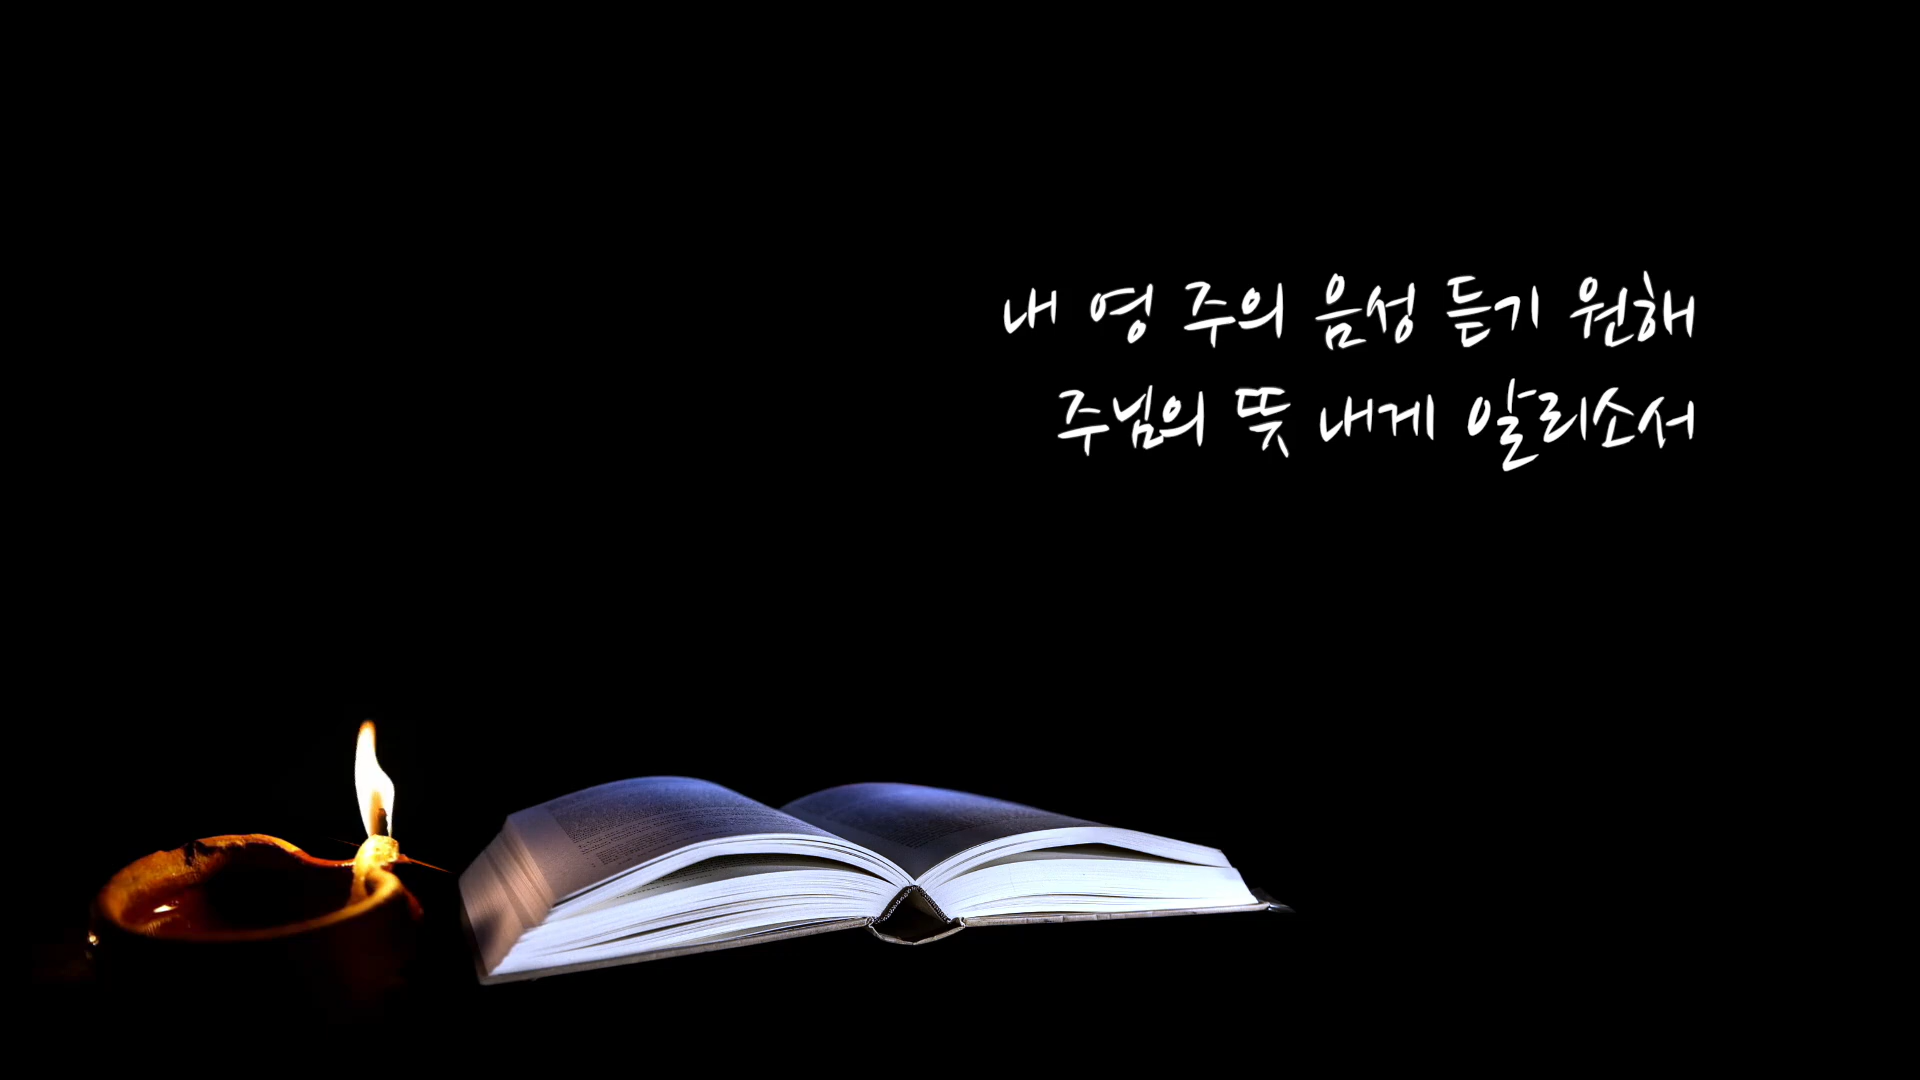 내 영 주의 음성 듣기 원해
주님의 뜻 내게 알리소서